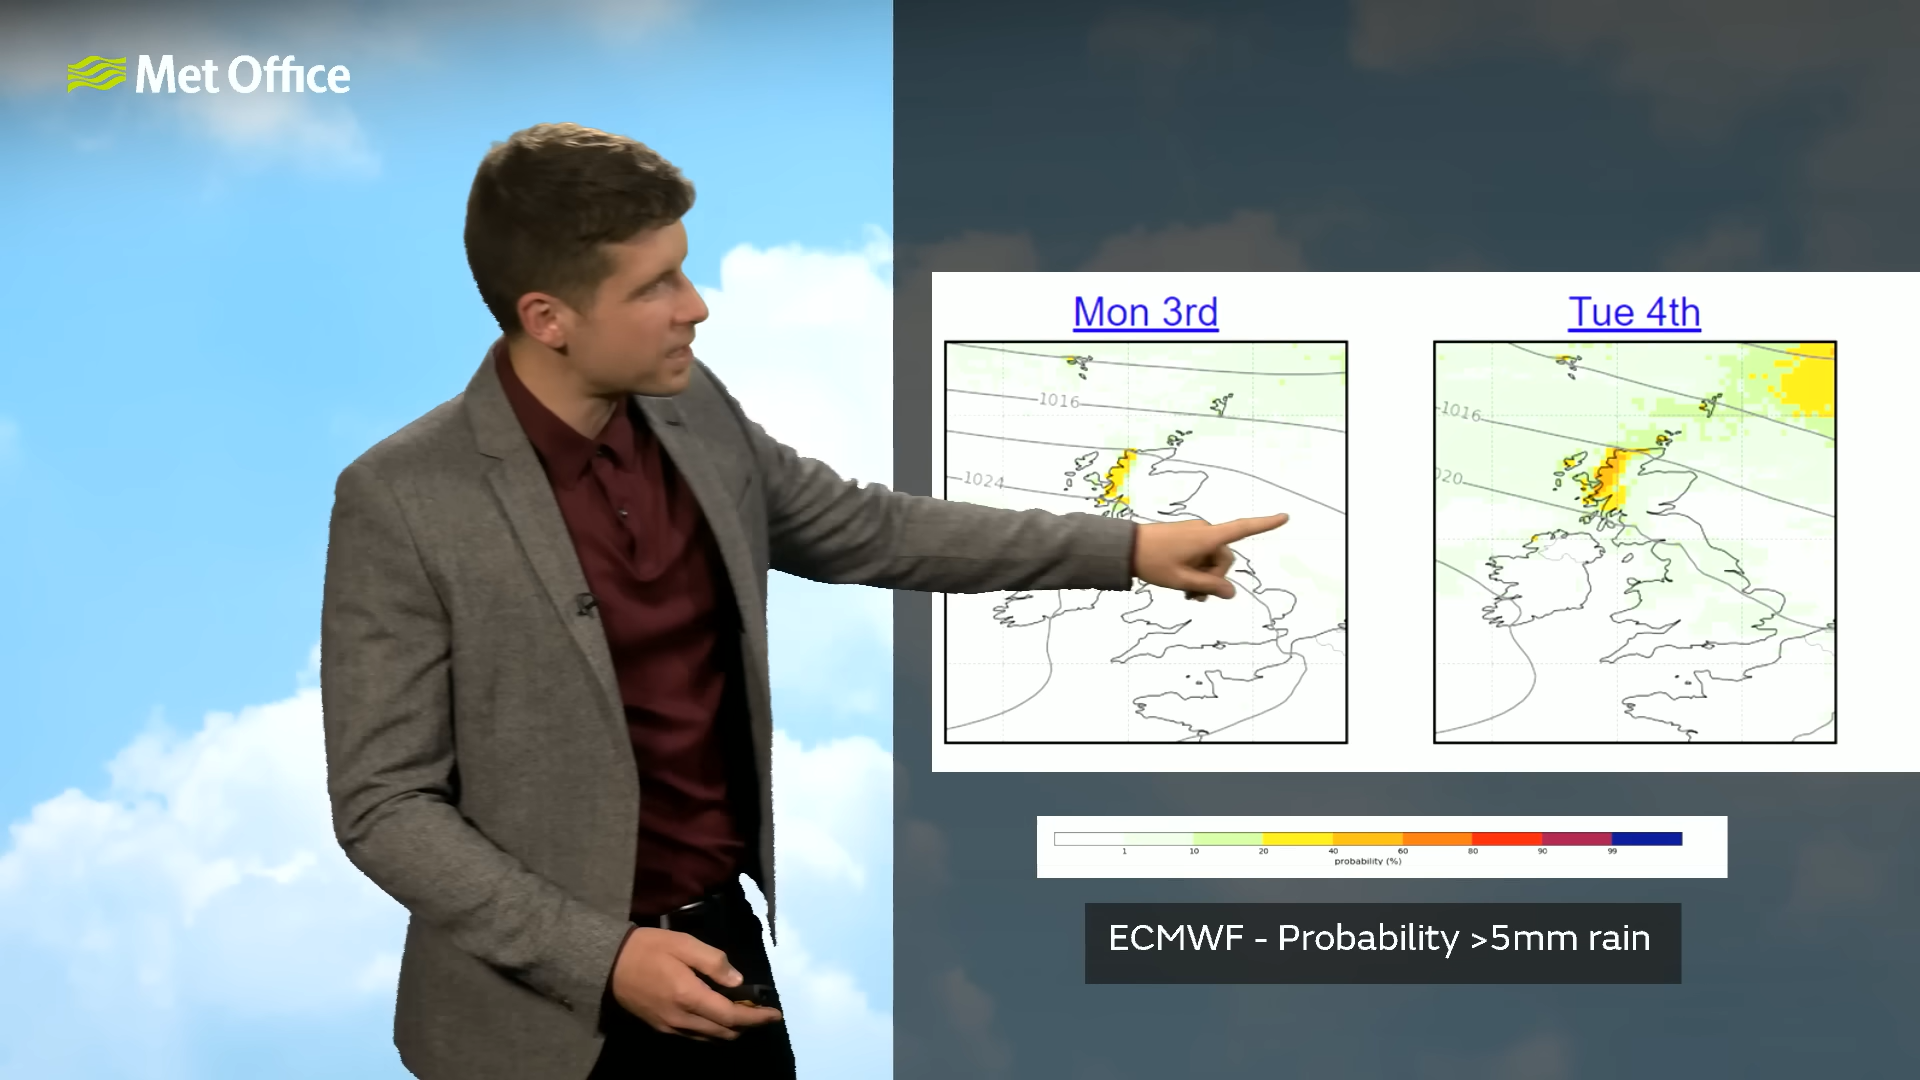 Met Office
Mon 3rd
Tue 4th
1016
1024
1016
020
1 10 20 40 60 80 90 99
probability (%)
ECMWF - Probability >5mm rain